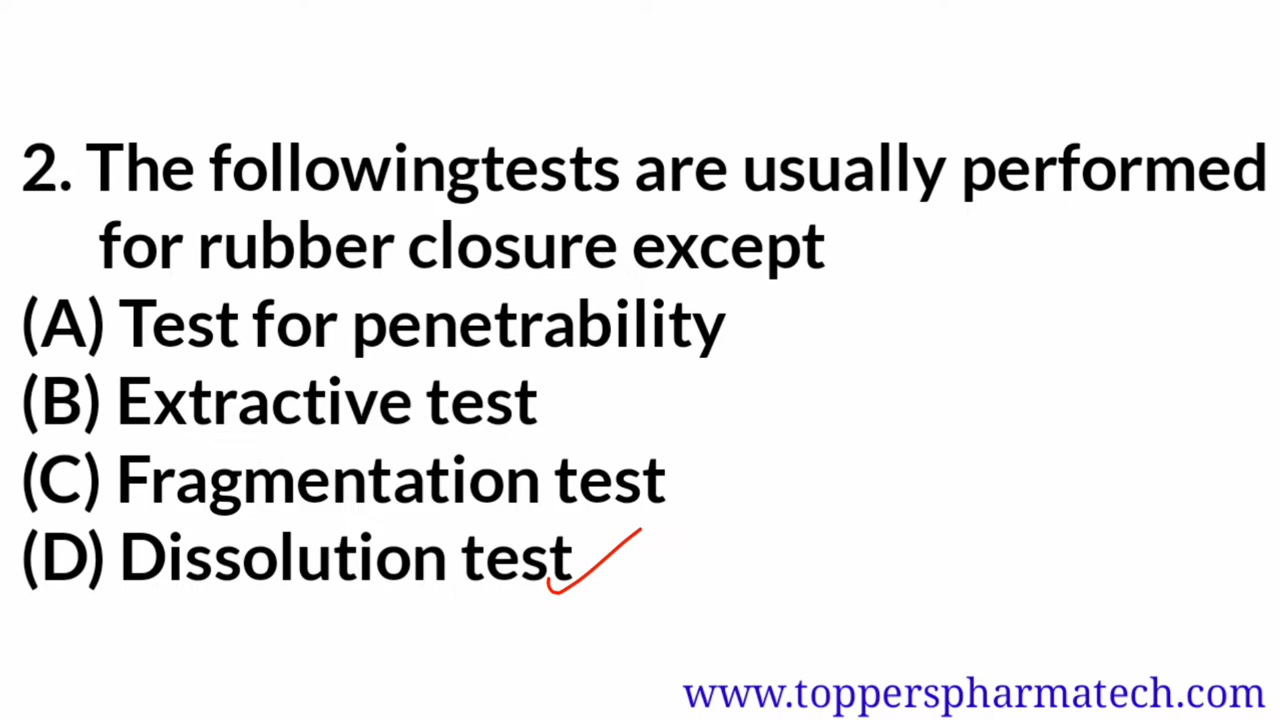 2. The followingtests are usually performed
for rubber closure except
(A) Test for penetrability
(B) Extractive test
(C) Fragmentation test
(D) Dissolution test
www.topperspharmatech.com